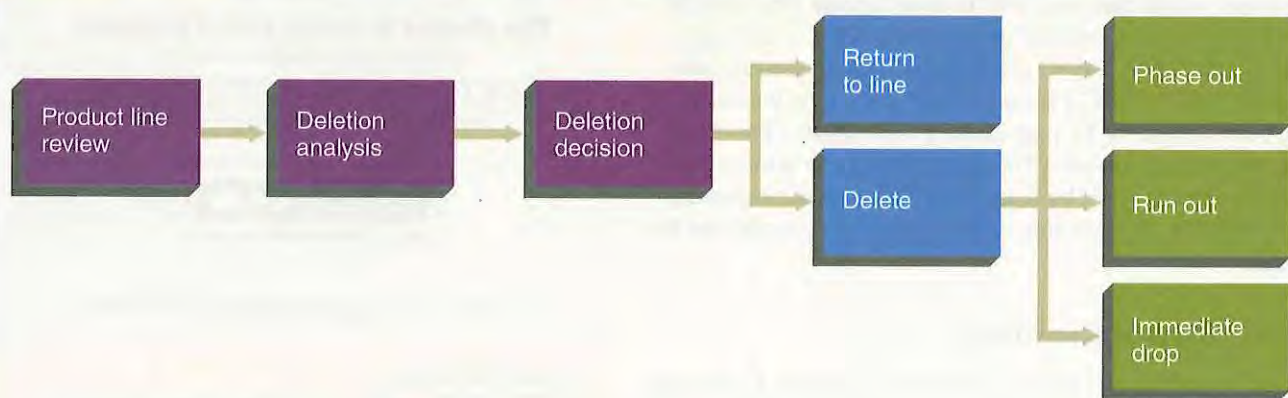 Product line
review
Deletion
analysis
Deletion
decision
Return
to line
Delete
Phase out
Run out
Immediate
drop